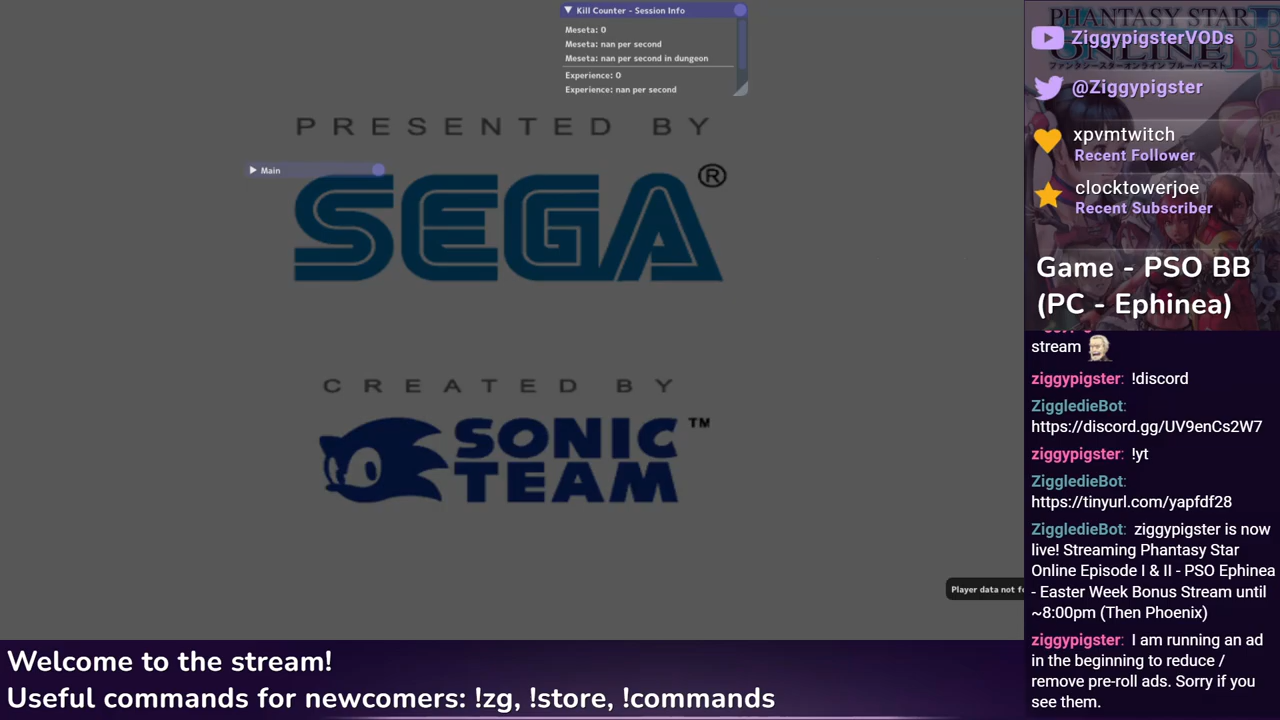 Kill Counter - Session Info
Meseta: 0
Meseta: nan per second
Meseta: nan per second in dungeon
Experience: 0
Experience: nan per second
PRESENTED BY
Main
SEGA®
CREATED BY
SONIC
TEAM™
Player data not
PHANTASY STAR
ONLINE
ZiggypigsterVODs
@Ziggypigster
xpvmtwitch
Recent Follower
clocktowerjoe
Recent Subscriber
Game - PSO BB
(PC - Ephinea)
stream
ziggypigster: !discord
ZiggledieBot:
https://discord.gg/UV9enCs2W7
ziggypigster: !yt
ZiggledieBot:
https://tinyurl.com/yapfdf28
ZiggledieBot: ziggypigster is now
live! Streaming Phantasy Star
Online Episode I & II - PSO Ephinea
- Easter Week Bonus Stream until
~8:00pm (Then Phoenix)
ziggypigster: I am running an ad
in the beginning to reduce /
remove pre-roll ads. Sorry if you
see them.
Welcome to the stream!
Useful commands for newcomers: !zg, !store, !commands